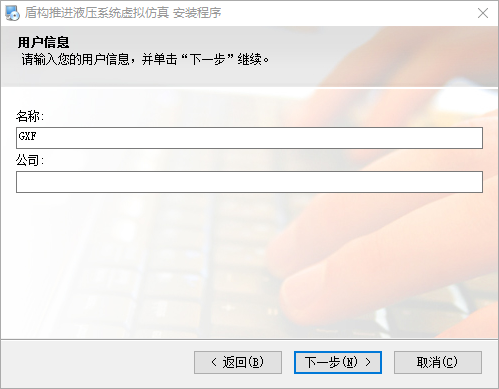 盾构推进液压系统虚拟仿真 安装程序
用户信息
请输入您的用户信息，并单击“下一步”继续。
名称:
GXF
公司:
< 返回(B)
下一步(N) >
取消(C)